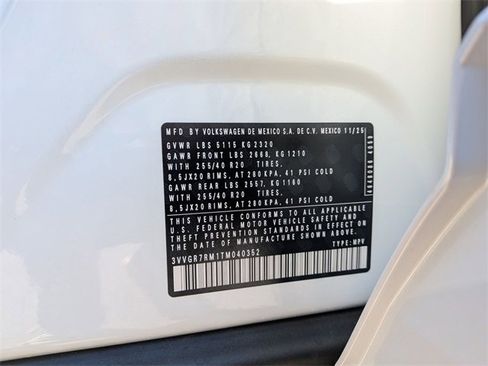 MFD BY VOLKSWAGEN DE MEXICO S.A. DE C.V. MEXICO 11/25
GVWR LBS 5115 KG 2320
GAWR FRONT LBS 2668, KG 1210
WITH 255/40 R20 TIRES,
8,5JX20 RIMS, AT 280 KPA, 41 PSI COLD
GAWR REAR LBS 2557, KG 1160
WITH 255/40 R20 TIRES,
8,5JX20 RIMS, AT 280 KPA, 41 PSI COLD
THIS VEHICLE CONFORMS TO ALL APPLICABLE
U.S. FEDERAL MOTOR VEHICLE SAFETY STANDARDS IN EFFECT ON
THE DATE OF MANUFACTURE SHOWN ABOVE.
3VVGR7RM1TM040352 TYPE: MPV